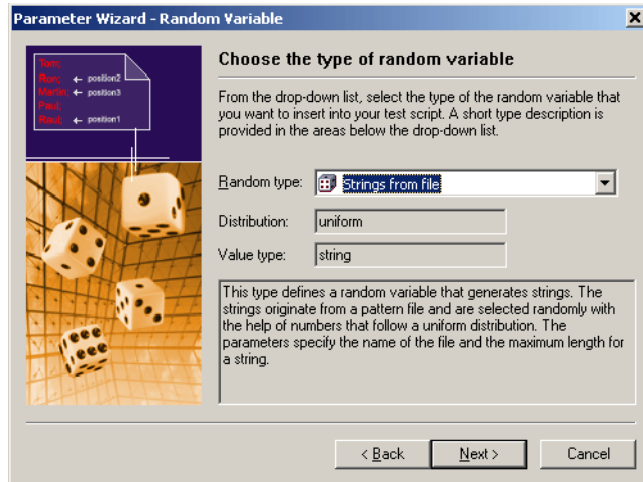 Parameter Wizard - Random Variable
Tom;
Ron; ← position2
Martin; ← position3
Paul;
Raul; ← position1
Choose the type of random variable
From the drop-down list, select the type of the random variable that
you want to insert into your test script. A short type description is
provided in the areas below the drop-down list.
Random type: Strings from file
Distribution: uniform
Value type: string
This type defines a random variable that generates strings. The
strings originate from a pattern file and are selected randomly with
the help of numbers that follow a uniform distribution. The
parameters specify the name of the file and the maximum length for
a string.
< Back Next > Cancel